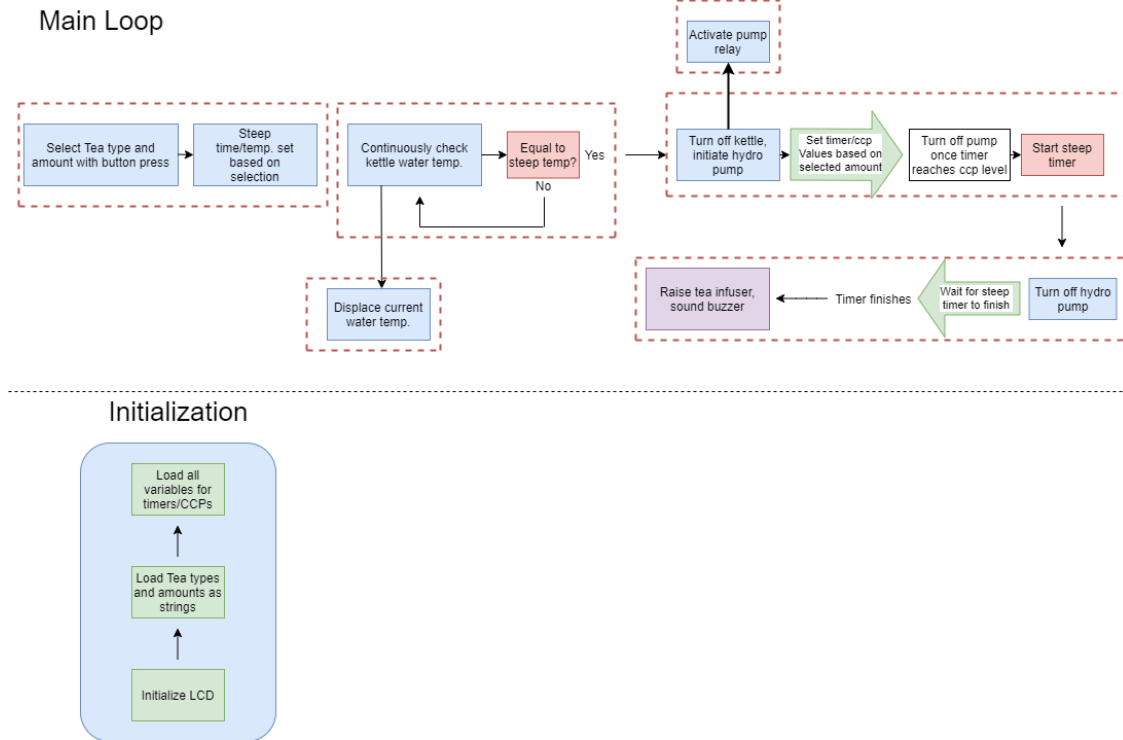 Main Loop
Activate pump
relay
Select Tea type and
amount with button press
Steep
time/temp. set
based on
selection
Continuously check
kettle water temp.
Equal to
steep temp?
Yes
No
Turn off kettle,
initiate hydro
pump
Set timer/ccp
Values based on
selected amount
Turn off pump
once timer
reaches ccp level
Start steep
timer
Displace current
water temp.
Raise tea infuser,
sound buzzer
Timer finishes
Wait for steep
timer to finish
Turn off hydro
pump
Initialization
Load all
variables for
timers/CCPs
Load Tea types
and amounts as
strings
Initialize LCD